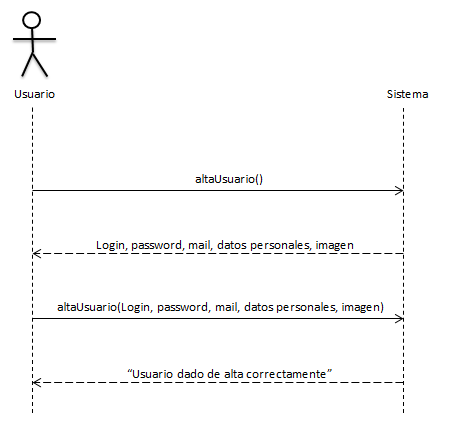 Usuario
Sistema
altaUsuario()
Login, password, mail, datos personales, imagen
altaUsuario(Login, password, mail, datos personales, imagen)
“Usuario dado de alta correctamente”